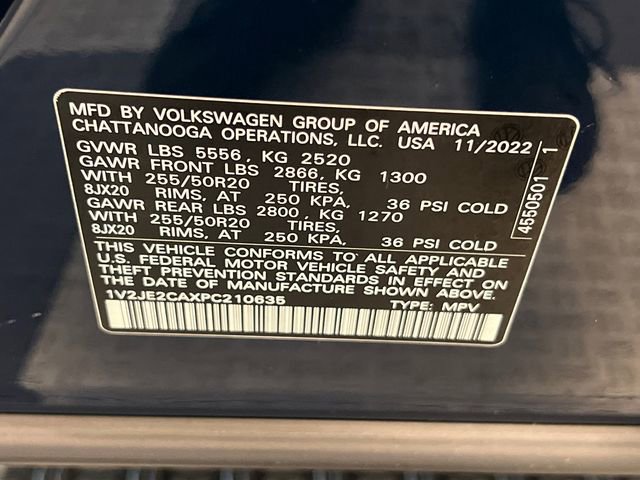 MFD BY VOLKSWAGEN GROUP OF AMERICA
CHATTANOOGA OPERATIONS, LLC. USA 11/2022
GVWR LBS 5556, KG 2520
GAWR FRONT LBS 2866, KG 1300
WITH 255/50R20 TIRES,
8JX20 RIMS, AT 250 KPA, 36 PSI COLD
GAWR REAR LBS 2800, KG 1270
WITH 255/50R20 TIRES,
8JX20 RIMS, AT 250 KPA, 36 PSI COLD
THIS VEHICLE CONFORMS TO ALL APPLICABLE
U.S. FEDERAL MOTOR VEHICLE SAFETY AND
THEFT PREVENTION STANDARDS IN EFFECT ON
THE DATE OF MANUFACTURE SHOWN ABOVE.
1V2JE2CAXPC210635 TYPE: MPV
4550501 1